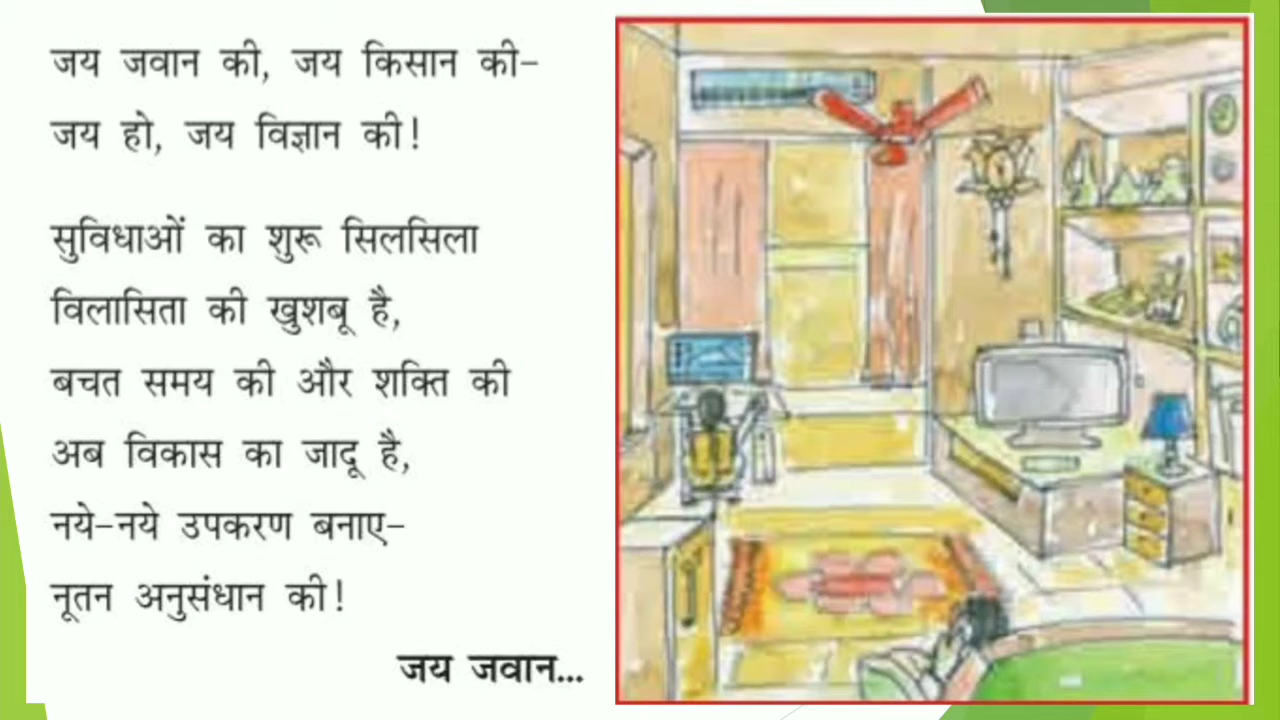 जय जवान की, जय किसान की–
जय हो, जय विज्ञान की!
सुविधाओं का शुरू सिलसिला
विलासिता की खुशबू है,
बचत समय की और शक्ति की
अब विकास का जादू है,
नये–नये उपकरण बनाए–
नूतन अनुसंधान की!
जय जवान...